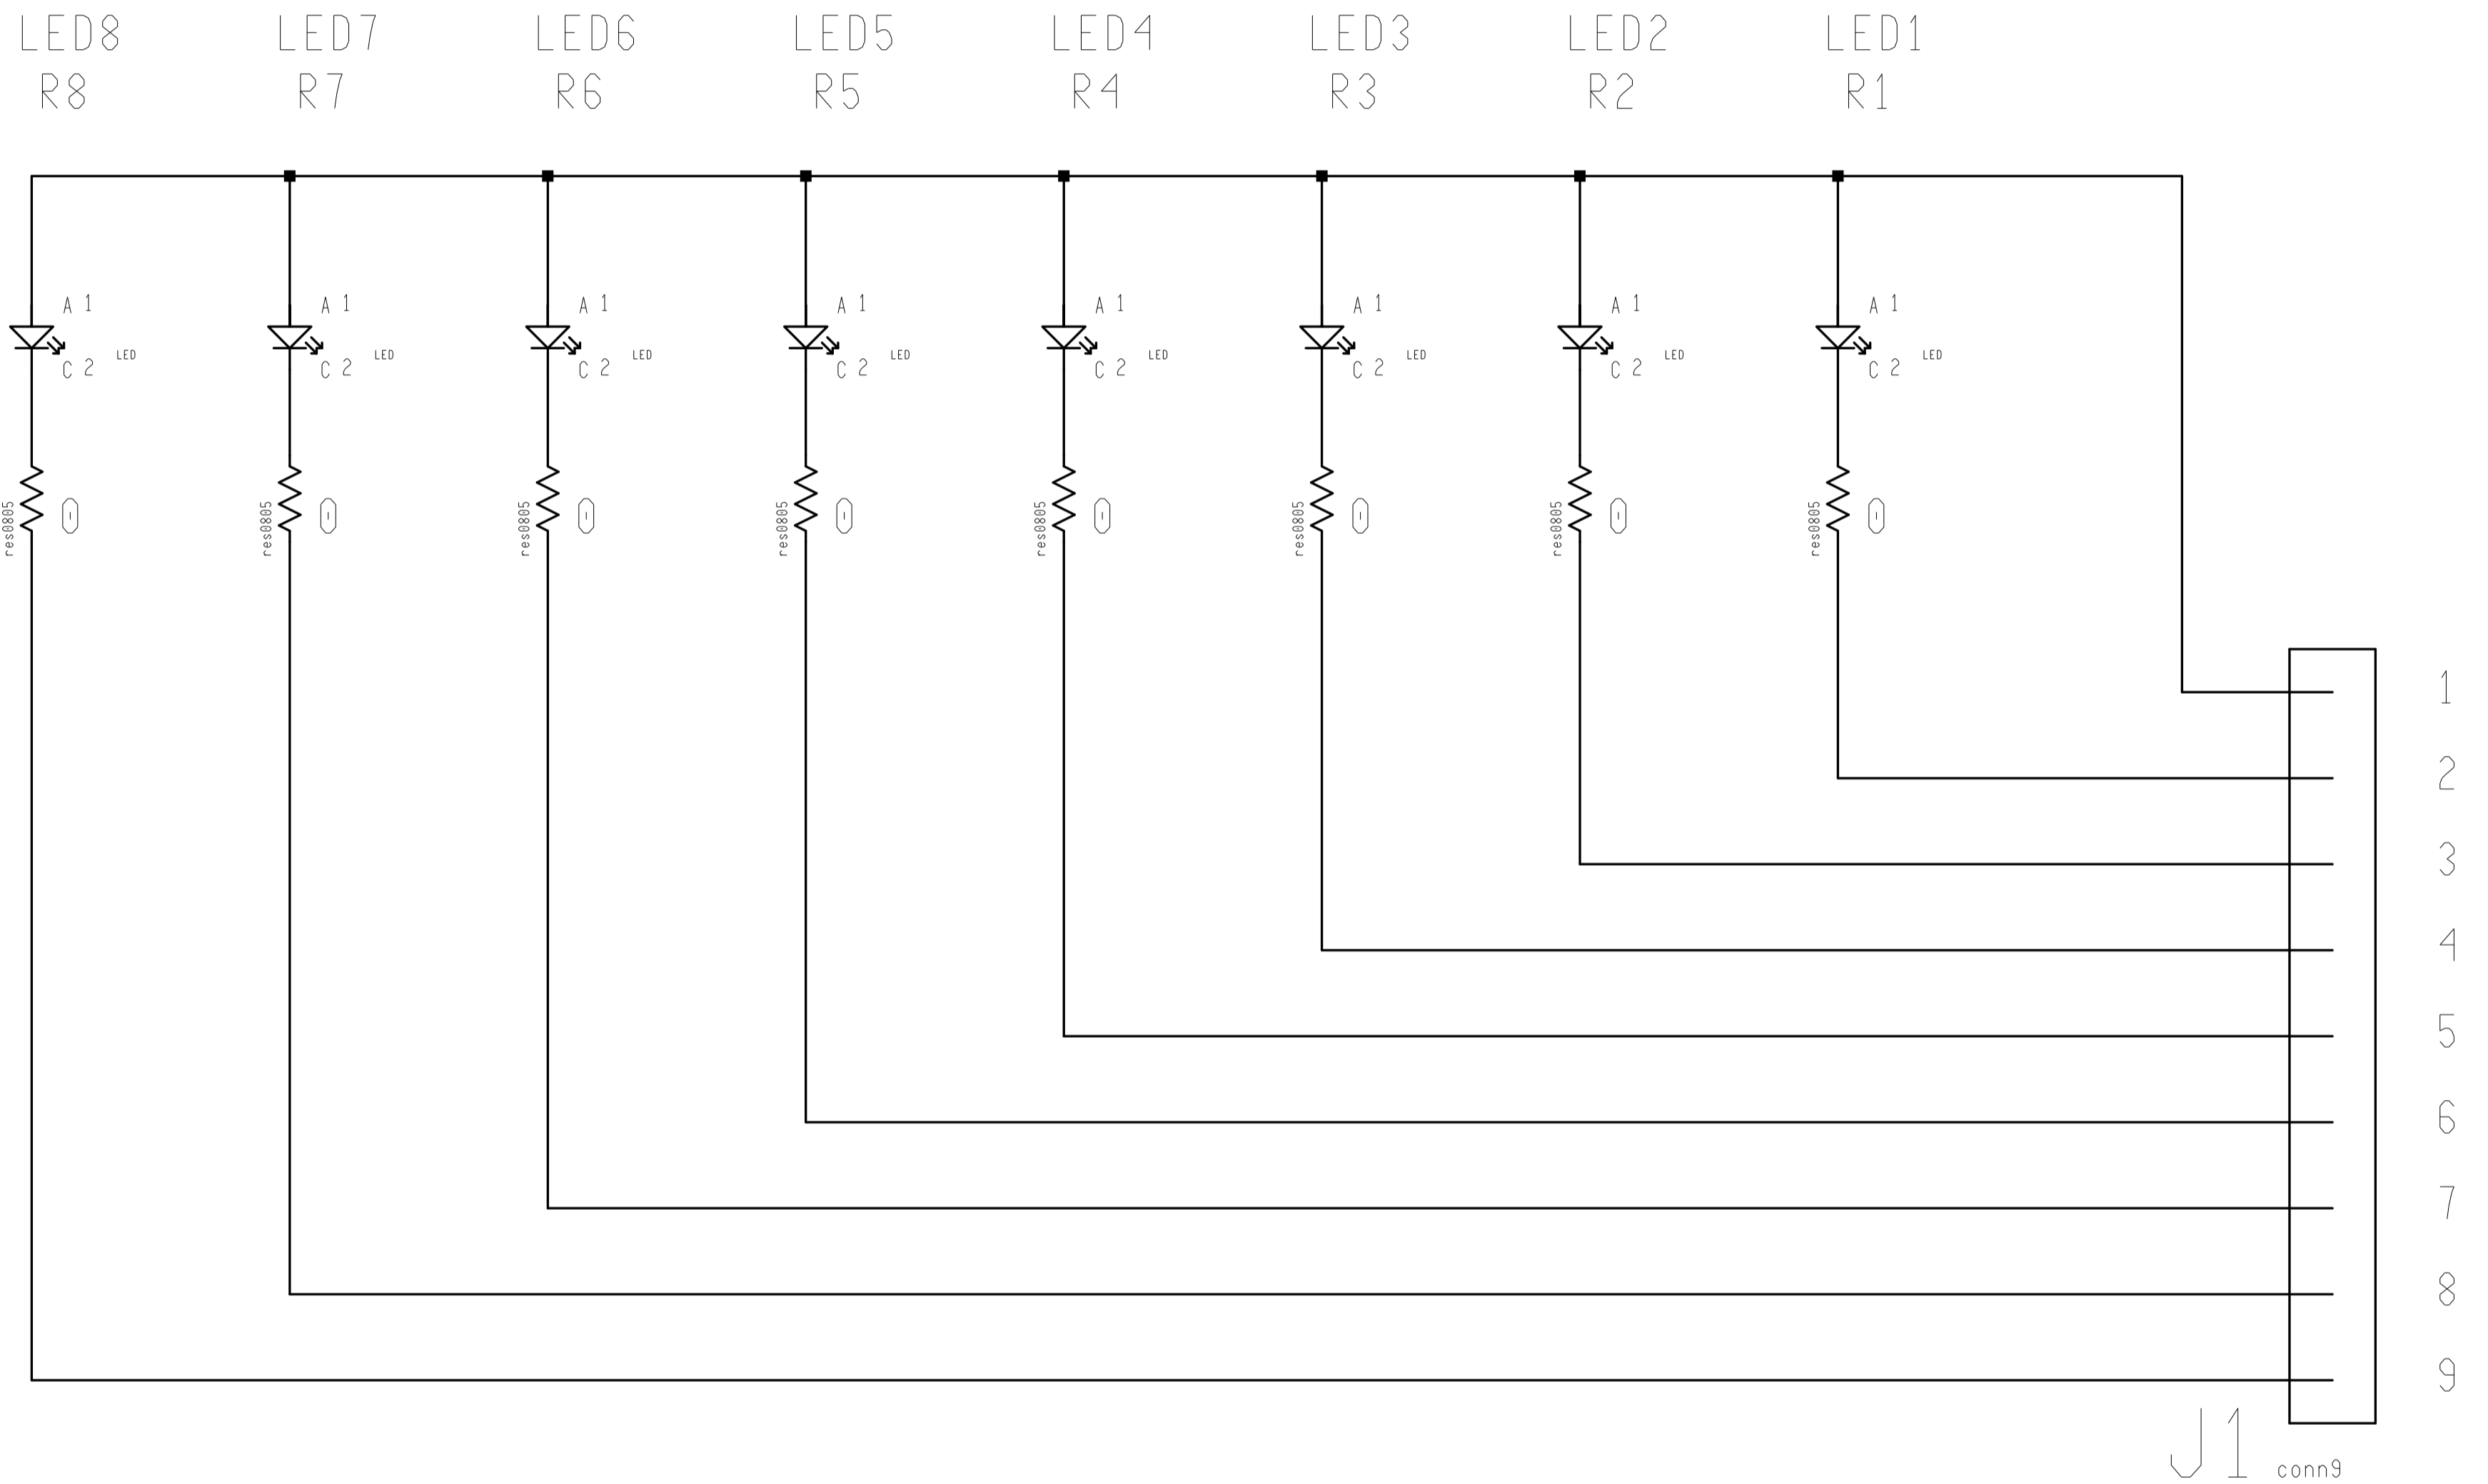 LED8 LED7 LED6 LED5 LED4 LED3 LED2 LED1
R8 R7 R6 R5 R4 R3 R2 R1
A 1 A 1 A 1 A 1 A 1 A 1 A 1 A 1
LED LED LED LED LED LED LED LED
C 2 C 2 C 2 C 2 C 2 C 2 C 2 C 2
res0805 0 res0805 0 res0805 0 res0805 0 res0805 0 res0805 0 res0805 0 res0805 0
1
2
3
4
5
6
7
8
9
J1 conn9